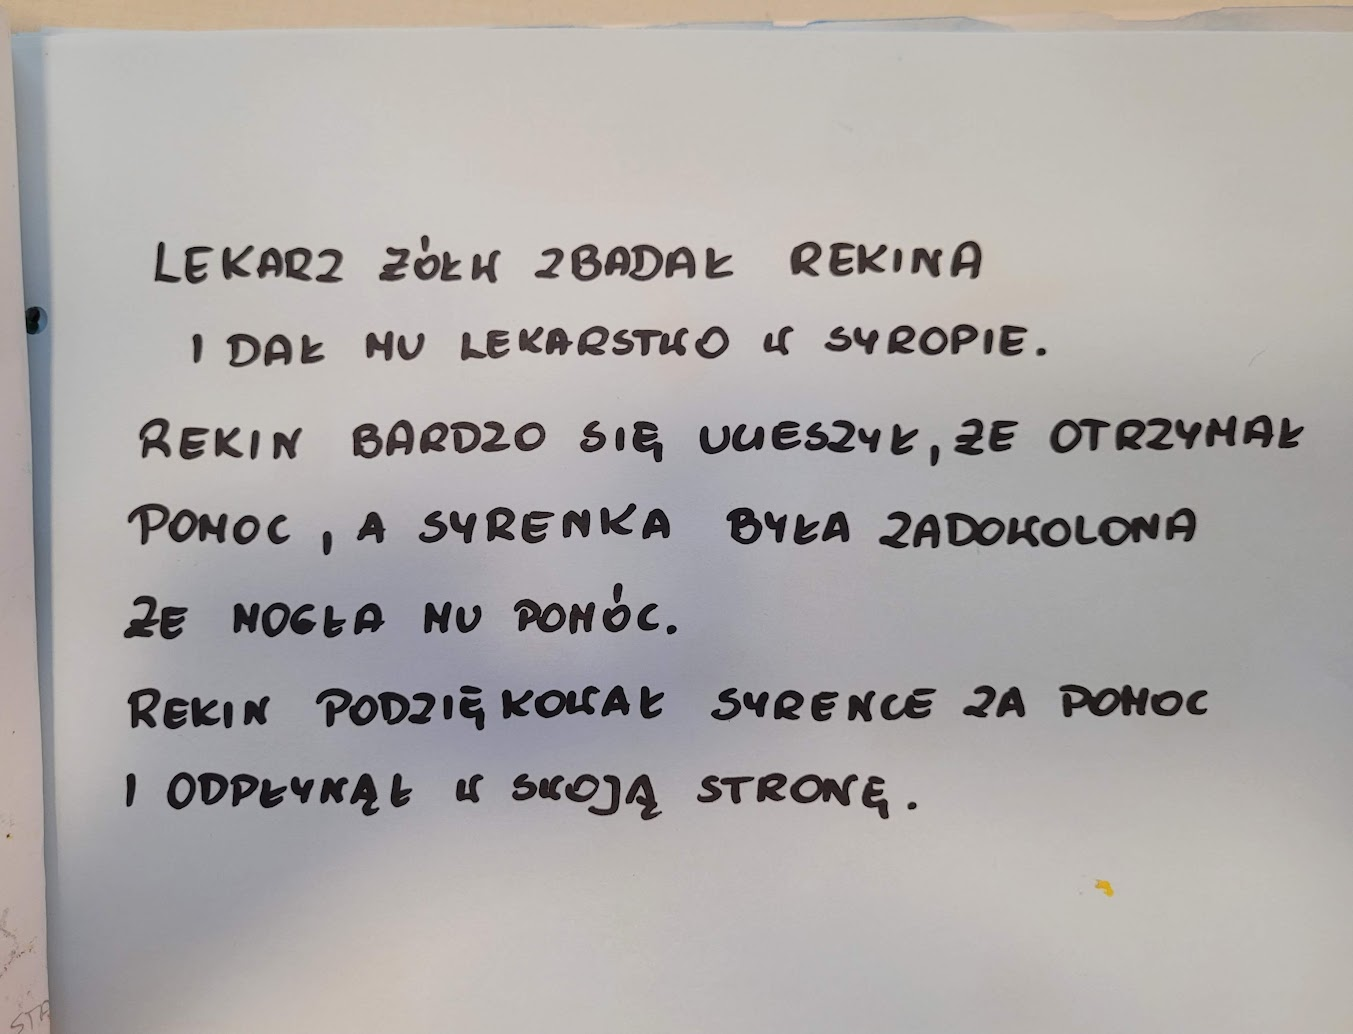 LEKARZ ŻÓŁW ZBADAŁ REKINA
I DAŁ MU LEKARSTWO W SYROPIE.
REKIN BARDZO SIĘ UCIESZYŁ, ŻE OTRZYMAŁ
POMOC, A SYRENKA BYŁA ZADOWOLONA
ŻE MOGŁA MU POMÓC.
REKIN PODZIĘKOWAŁ SYRENCE ZA POMOC
I ODPŁYNĄŁ W SWOJĄ STRONĘ.